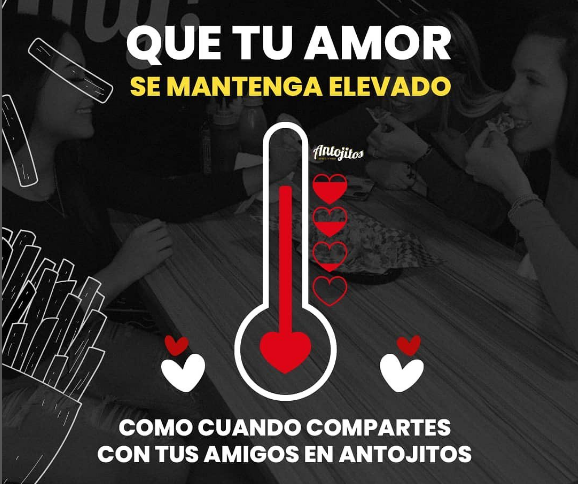 QUE TU AMOR
SE MANTENGA ELEVADO
Antojitos
COMO CUANDO COMPARTES
CON TUS AMIGOS EN ANTOJITOS